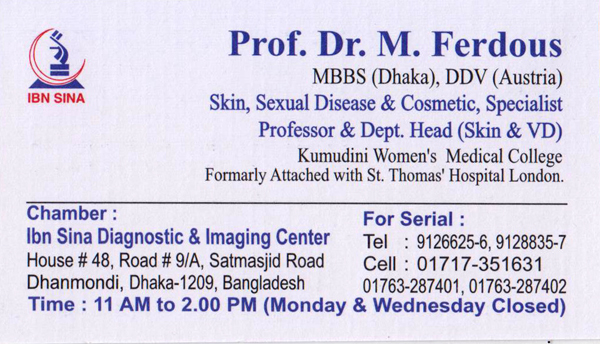 IBN SINA
Prof. Dr. M. Ferdous
MBBS (Dhaka), DDV (Austria)
Skin, Sexual Disease & Cosmetic, Specialist
Professor & Dept. Head (Skin & VD)
Kumudini Women's Medical College
Formarly Attached with St. Thomas' Hospital London.
Chamber :
Ibn Sina Diagnostic & Imaging Center
House # 48, Road # 9/A, Satmasjid Road
Dhanmondi, Dhaka-1209, Bangladesh
For Serial :
Tel : 9126625-6, 9128835-7
Cell : 01717-351631
01763-287401, 01763-287402
Time : 11 AM to 2.00 PM (Monday & Wednesday Closed)